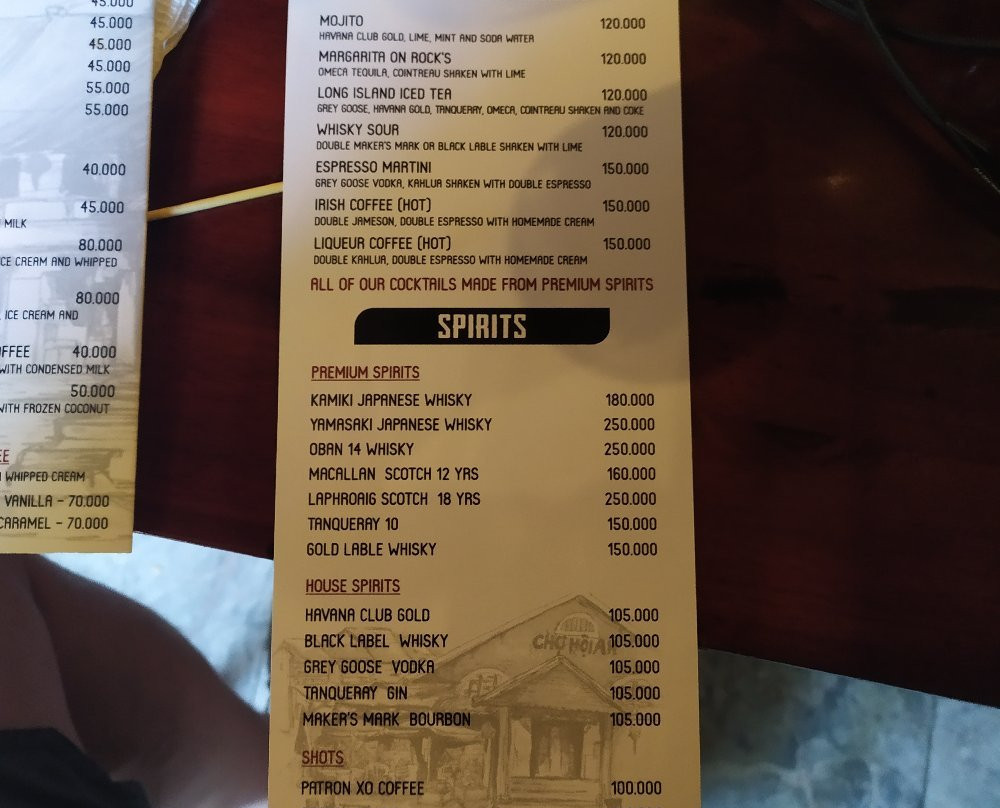 45.000
45.000
45.000
45.000
55.000
55.000
40.000
45.000
MILK
80.000
ICE CREAM AND WHIPPED
80.000
ICE CREAM AND
40.000
WITH CONDENSED MILK
50.000
WITH FROZEN COCONUT
WHIPPED CREAM
VANILLA - 70.000
CARAMEL - 70.000
MOJITO 120.000
HAVANA CLUB GOLD, LIME, MINT AND SODA WATER
MARGARITA ON ROCK'S 120.000
OMECA TEQUILA, COINTREAU SHAKEN WITH LIME
LONG ISLAND ICED TEA 120.000
GREY GOOSE, HAVANA GOLD, TANQUERAY, OMECA, COINTREAU SHAKEN AND COKE
WHISKY SOUR 120.000
DOUBLE MAKER'S MARK OR BLACK LABLE SHAKEN WITH LIME
ESPRESSO MARTINI 150.000
GREY GOOSE VODKA, KAHLUA SHAKEN WITH DOUBLE ESPRESSO
IRISH COFFEE (HOT) 150.000
DOUBLE JAMESON, DOUBLE ESPRESSO WITH HOMEMADE CREAM
LIQUEUR COFFEE (HOT) 150.000
DOUBLE KAHLUA, DOUBLE ESPRESSO WITH HOMEMADE CREAM
ALL OF OUR COCKTAILS MADE FROM PREMIUM SPIRITS
SPIRITS
PREMIUM SPIRITS
KAMIKI JAPANESE WHISKY 180.000
YAMASAKI JAPANESE WHISKY 250.000
OBAN 14 WHISKY 250.000
MACALLAN SCOTCH 12 YRS 160.000
LAPHROAIG SCOTCH 18 YRS 250.000
TANQUERAY 10 150.000
GOLD LABLE WHISKY 150.000
HOUSE SPIRITS
HAVANA CLUB GOLD 105.000
BLACK LABEL WHISKY 105.000
GREY GOOSE VODKA 105.000
TANQUERAY GIN 105.000
MAKER'S MARK BOURBON 105.000
CHỢ HỘI AN
SHOTS
PATRON XO COFFEE 100.000